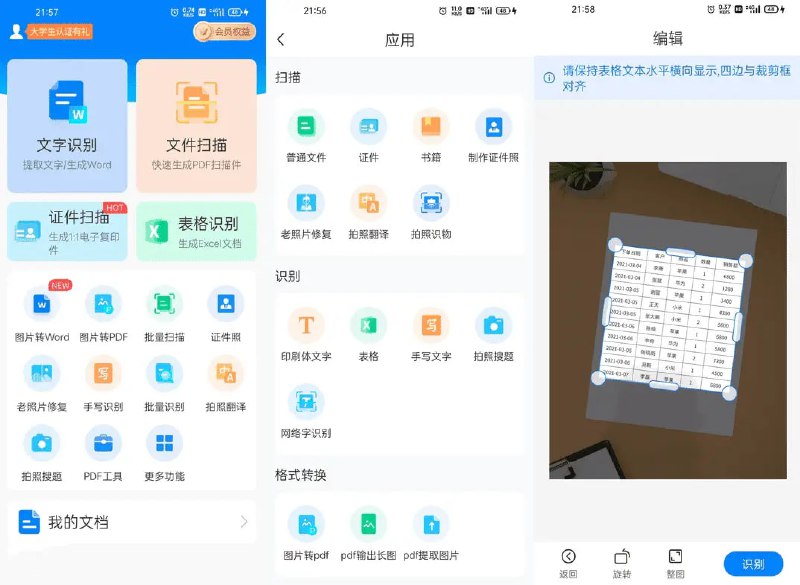 21:57
大学生认证有礼
会员权益
文字识别
提取文字/生成Word
文件扫描
快速生成PDF扫描件
HOT
证件扫描
生成1:1电子复印件
表格识别
生成Excel文档
NEW
图片转Word
图片转PDF
批量扫描
证件照
老照片修复
手写识别
批量识别
拍照翻译
拍照搜题
PDF工具
更多功能
我的文档
21:56
应用
扫描
普通文件
证件
书籍
制作证件照
老照片修复
拍照翻译
拍照识物
识别
印刷体文字
表格
手写文字
拍照搜题
网络字识别
格式转换
图片转pdf
pdf输出长图
pdf提取图片
21:58
编辑
请保持表格文本水平横向显示,四边与裁剪框
对齐
返回
旋转
整图
识别